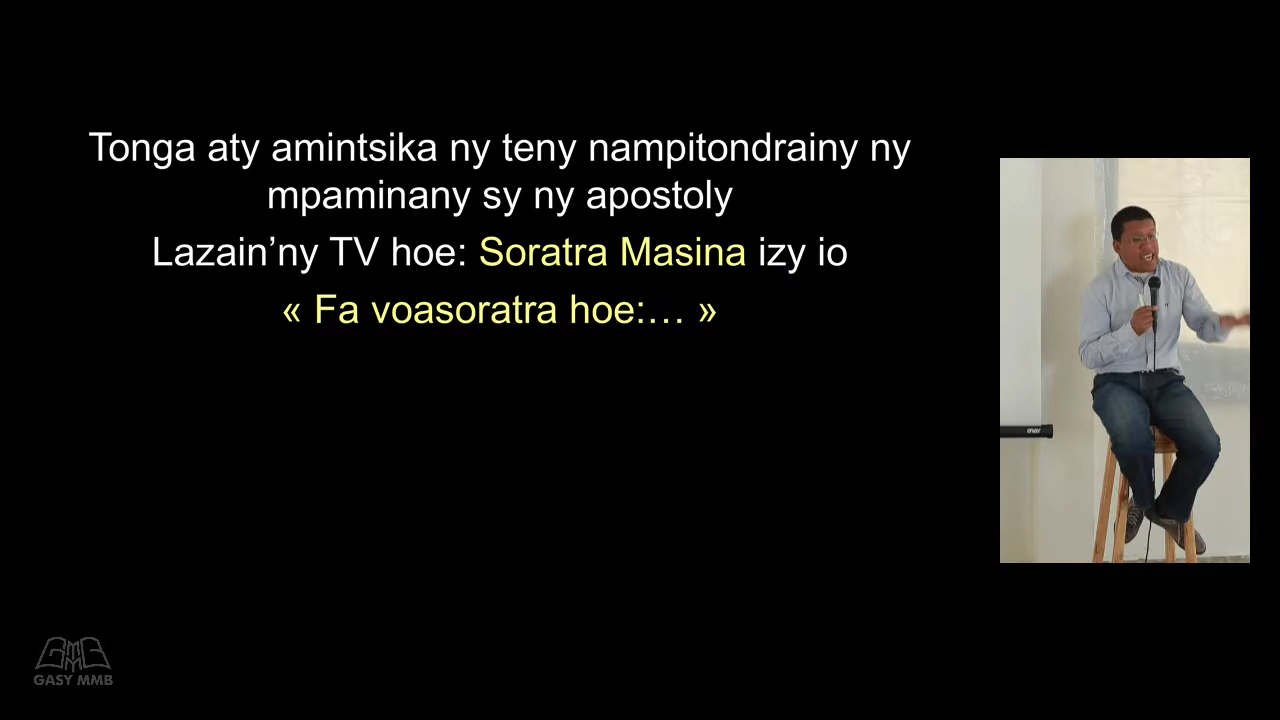 Tonga aty amintsika ny teny nampitondrainy ny
mpaminany sy ny apostoly
Lazain’ny TV hoe: Soratra Masina izy io
« Fa voasoratra hoe:… »
GASY MMB